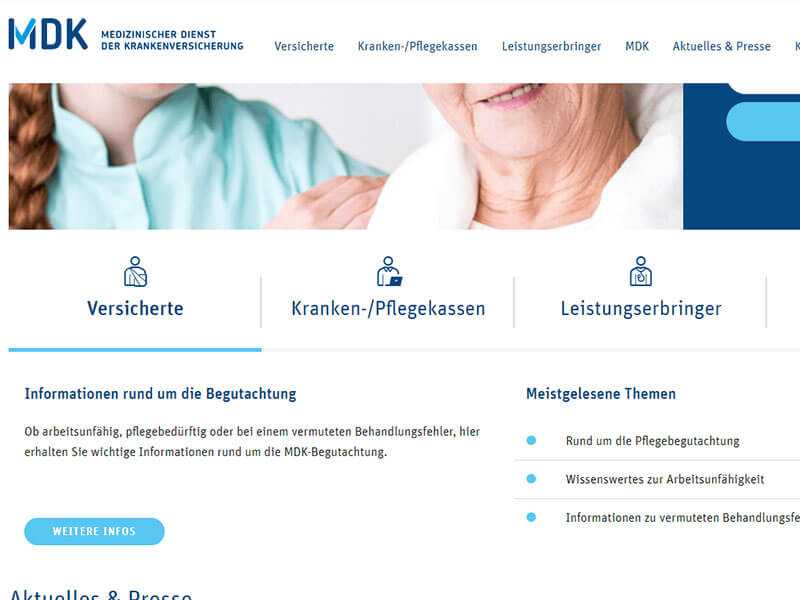 MDK
MEDIZINISCHER DIENST
DER KRANKENVERSICHERUNG
Versicherte
Kranken-/Pflegekassen
Leistungserbringer
MDK
Aktuelles & Presse
K
Versicherte
Kranken-/Pflegekassen
Leistungserbringer
Informationen rund um die Begutachtung
Ob arbeitsunfähig, pflegebedürftig oder bei einem vermuteten Behandlungsfehler, hier
erhalten Sie wichtige Informationen rund um die MDK-Begutachtung.
WEITERE INFOS
Meistgelesene Themen
Rund um die Pflegebegutachtung
Wissenswertes zur Arbeitsunfähigkeit
Informationen zu vermuteten Behandlungsfe
Aktuelles & Presse